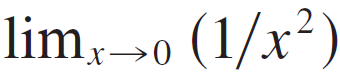 lim_{x→0} (1/x²)